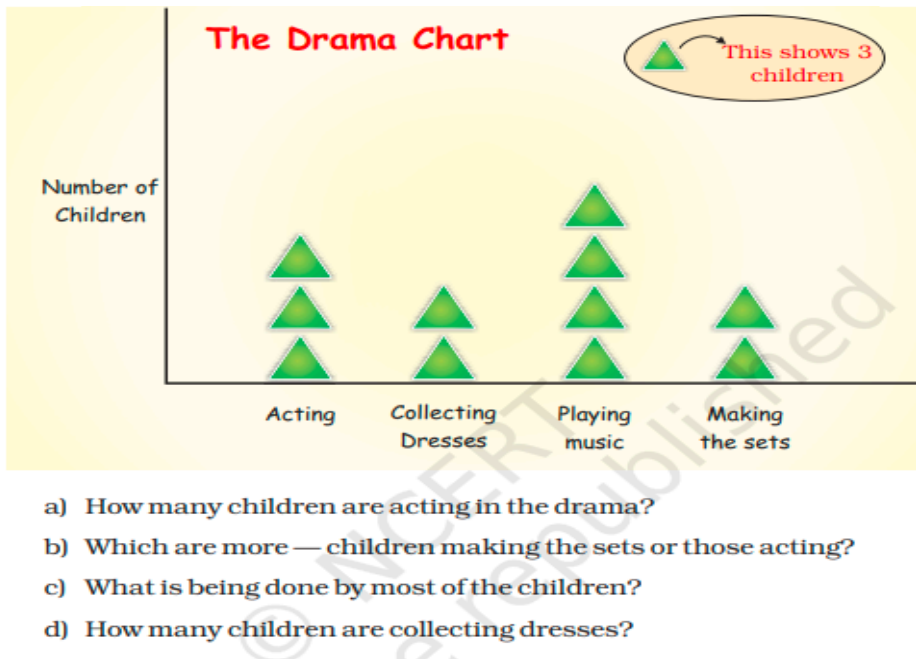 The Drama Chart
This shows 3
children
Number of
Children
Acting
Collecting
Dresses
Playing
music
Making
the sets
a) How many children are acting in the drama?
b) Which are more — children making the sets or those acting?
c) What is being done by most of the children?
d) How many children are collecting dresses?
© NCERT
e republished